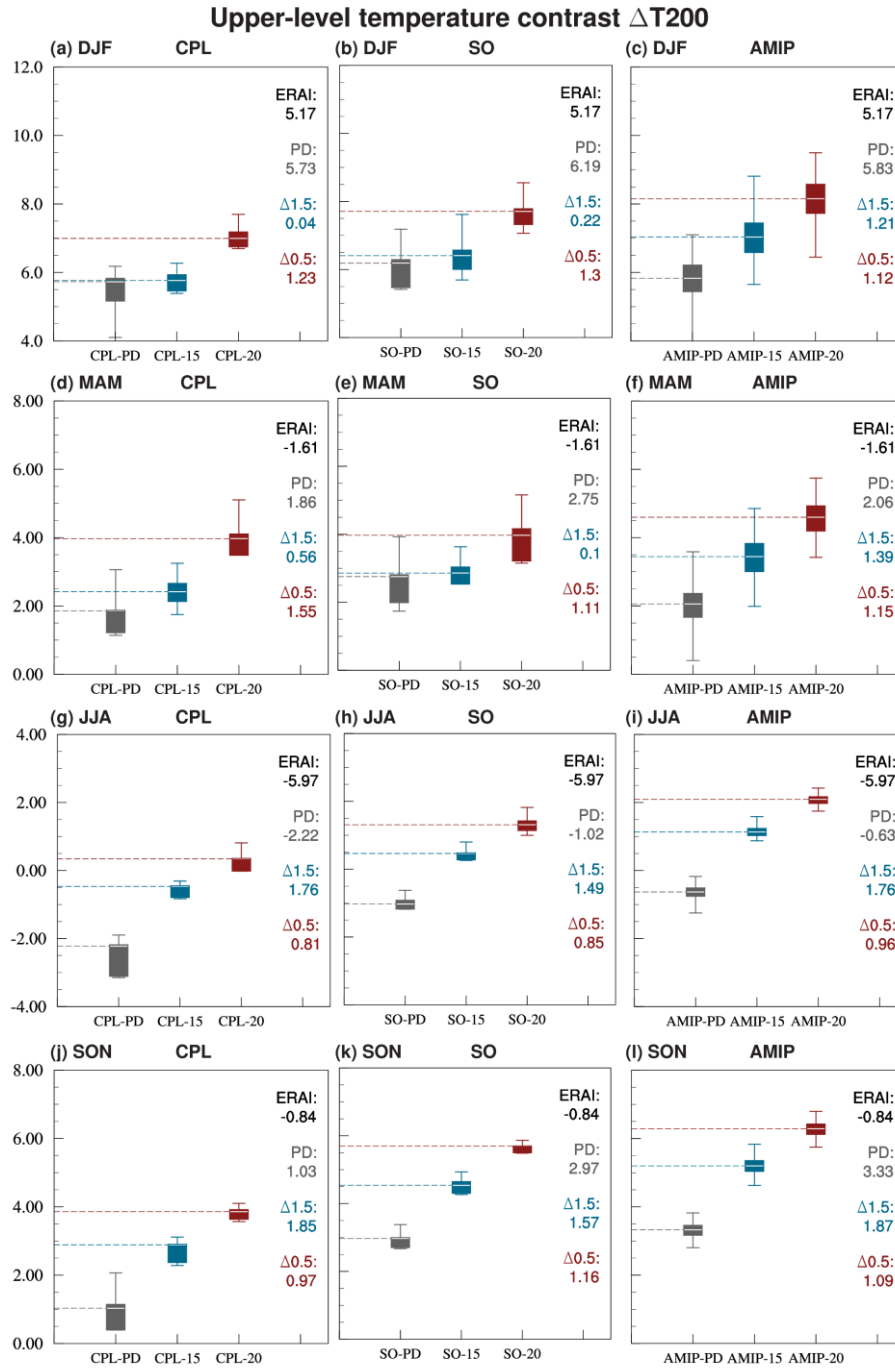 Upper-level temperature contrast ΔT200
(a) DJF CPL
(b) DJF SO
(c) DJF AMIP
12.0
10.0
8.0
6.0
4.0
ERAI:
5.17
PD:
5.73
Δ1.5:
0.04
Δ0.5:
1.23
CPL-PD CPL-15 CPL-20
ERAI:
5.17
PD:
6.19
Δ1.5:
0.22
Δ0.5:
1.3
SO-PD SO-15 SO-20
ERAI:
5.17
PD:
5.83
Δ1.5:
1.21
Δ0.5:
1.12
AMIP-PD AMIP-15 AMIP-20
(d) MAM CPL
(e) MAM SO
(f) MAM AMIP
8.00
6.00
4.00
2.00
0.00
ERAI:
-1.61
PD:
1.86
Δ1.5:
0.56
Δ0.5:
1.55
CPL-PD CPL-15 CPL-20
ERAI:
-1.61
PD:
2.75
Δ1.5:
0.1
Δ0.5:
1.11
SO-PD SO-15 SO-20
ERAI:
-1.61
PD:
2.06
Δ1.5:
1.39
Δ0.5:
1.15
AMIP-PD AMIP-15 AMIP-20
(g) JJA CPL
(h) JJA SO
(i) JJA AMIP
4.00
2.00
0.00
-2.00
-4.00
ERAI:
-5.97
PD:
-2.22
Δ1.5:
1.76
Δ0.5:
0.81
CPL-PD CPL-15 CPL-20
ERAI:
-5.97
PD:
-1.02
Δ1.5:
1.49
Δ0.5:
0.85
SO-PD SO-15 SO-20
ERAI:
-5.97
PD:
-0.63
Δ1.5:
1.76
Δ0.5:
0.96
AMIP-PD AMIP-15 AMIP-20
(j) SON CPL
(k) SON SO
(l) SON AMIP
8.00
6.00
4.00
2.00
0.00
ERAI:
-0.84
PD:
1.03
Δ1.5:
1.85
Δ0.5:
0.97
CPL-PD CPL-15 CPL-20
ERAI:
-0.84
PD:
2.97
Δ1.5:
1.57
Δ0.5:
1.16
SO-PD SO-15 SO-20
ERAI:
-0.84
PD:
3.33
Δ1.5:
1.87
Δ0.5:
1.09
AMIP-PD AMIP-15 AMIP-20